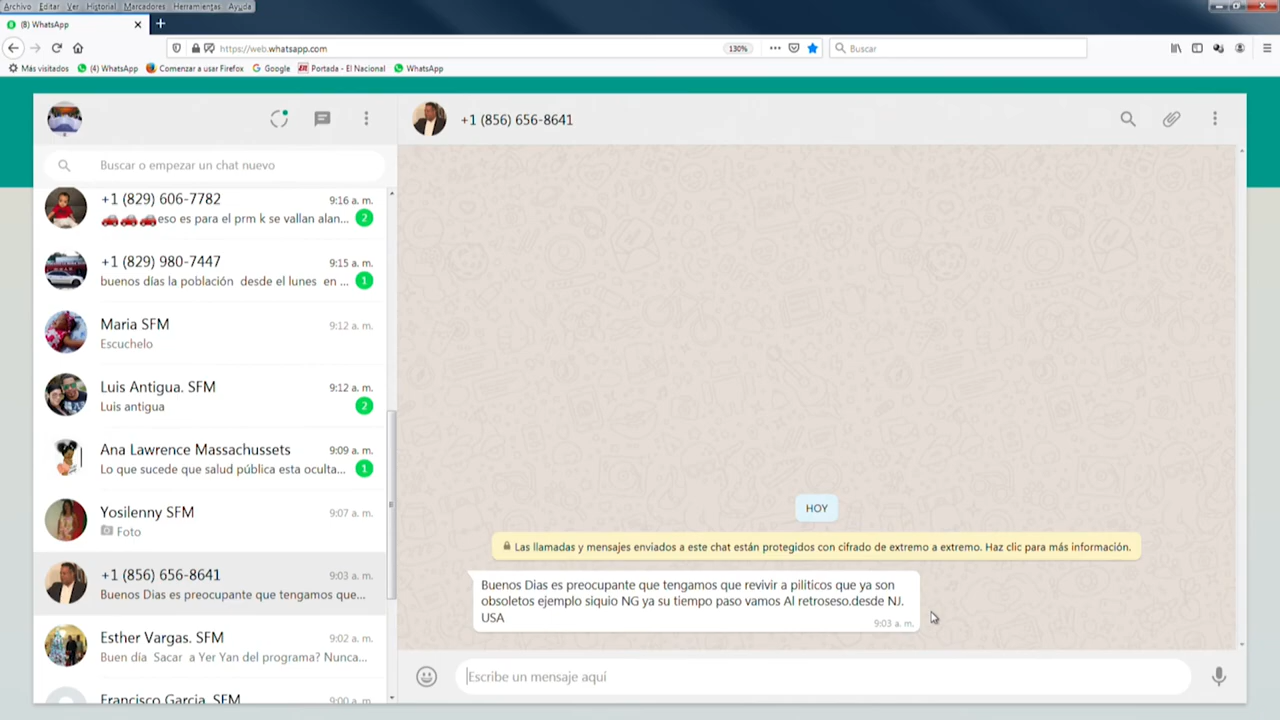 Archivo Editar Ver Historial Marcadores Herramientas Ayuda
(8) WhatsApp
https://web.whatsapp.com
130%
Buscar
Más visitados
(4) WhatsApp
Comenzar a usar Firefox
Google
Portada - El Nacional
WhatsApp
+1 (856) 656-8641
Buscar o empezar un chat nuevo
+1 (829) 606-7782
9:16 a. m.
eso es para el prm k se vallan alan...
2
+1 (829) 980-7447
9:15 a. m.
buenos días la población desde el lunes en ...
1
Maria SFM
9:12 a. m.
Escuchelo
Luis Antigua. SFM
9:12 a. m.
Luis antigua
2
Ana Lawrence Massachussets
9:09 a. m.
Lo que sucede que salud pública esta oculta...
1
Yosilenny SFM
9:07 a. m.
Foto
+1 (856) 656-8641
9:03 a. m.
Buenos Dias es preocupante que tengamos que...
Esther Vargas. SFM
9:02 a. m.
Buen día Sacar a Yer Yan del programa? Nunca...
Francisco Garcia. SFM
9:00 a. m.
HOY
Las llamadas y mensajes enviados a este chat están protegidos con cifrado de extremo a extremo. Haz clic para más información.
Buenos Dias es preocupante que tengamos que revivir a piliticos que ya son
obsoletos ejemplo siquio NG ya su tiempo paso vamos Al retroseso.desde NJ.
USA
9:03 a. m.
Escribe un mensaje aquí